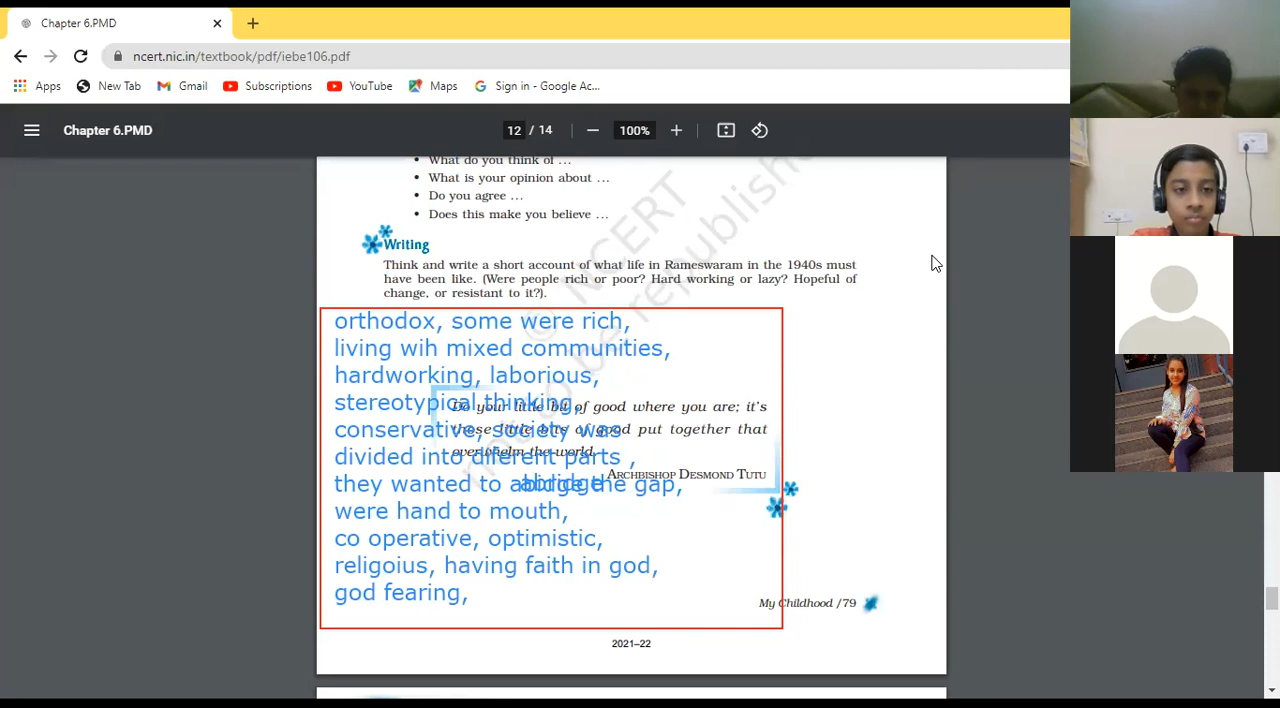 Chapter 6.PMD
ncert.nic.in/textbook/pdf/iebe106.pdf
Apps New Tab Gmail Subscriptions YouTube Maps Sign in - Google Ac...
Chapter 6.PMD 12 / 14 100%
• What do you think of ...
• What is your opinion about ...
• Do you agree ...
• Does this make you believe ...
Writing
Think and write a short account of what life in Rameswaram in the 1940s must
have been like. (Were people rich or poor? Hard working or lazy? Hopeful of
change, or resistant to it?).
orthodox, some were rich,
living wih mixed communities,
hardworking, laborious,
stereotypical thinking,
conservative, society was
divided into diferent parts ,
they wanted to abridge the gap,
were hand to mouth,
co operative, optimistic,
religoius, having faith in god,
god fearing,
Do your little bit of good where you are; it's
those little bits of good put together that
overwhelm the world.
ARCHBISHOP DESMOND TUTU
My Childhood /79
2021–22
© NCERT
not to be republished